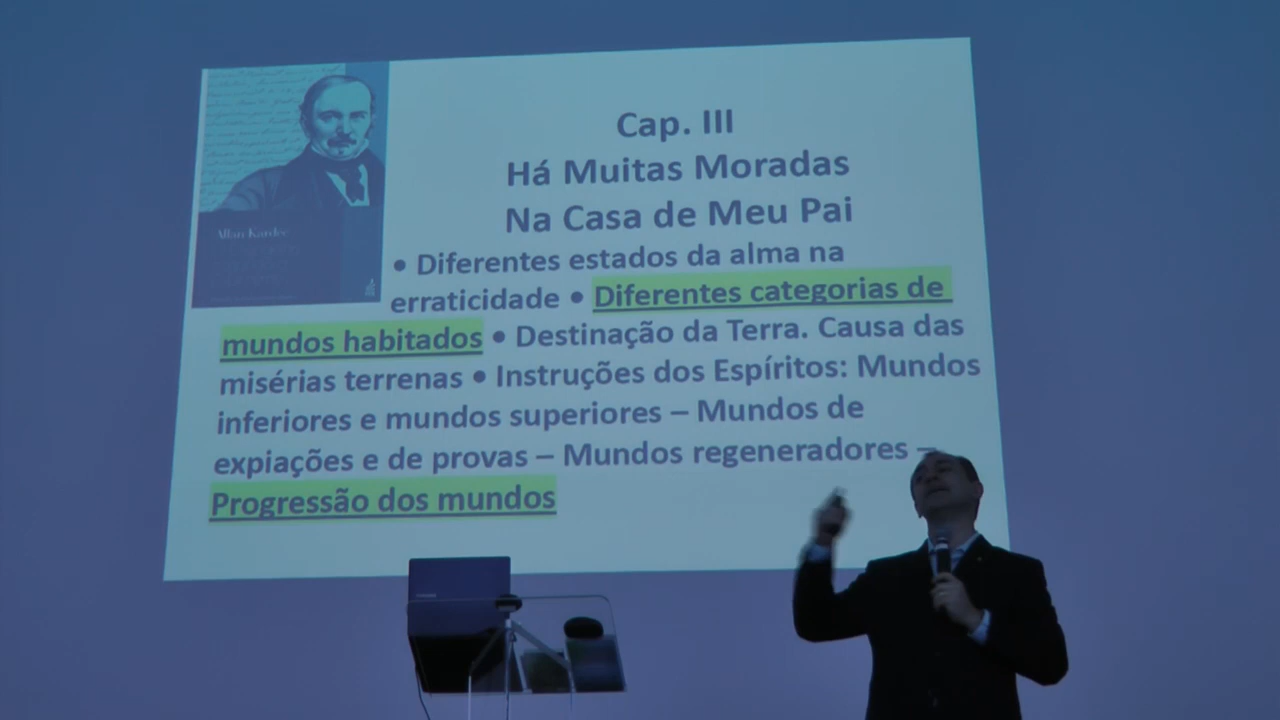 Cap. III
Há Muitas Moradas
Na Casa de Meu Pai
• Diferentes estados da alma na
erraticidade • Diferentes categorias de
mundos habitados • Destinação da Terra. Causa das
misérias terrenas • Instruções dos Espíritos: Mundos
inferiores e mundos superiores – Mundos de
expiações e de provas – Mundos regeneradores –
Progressão dos mundos
Allan Kardec